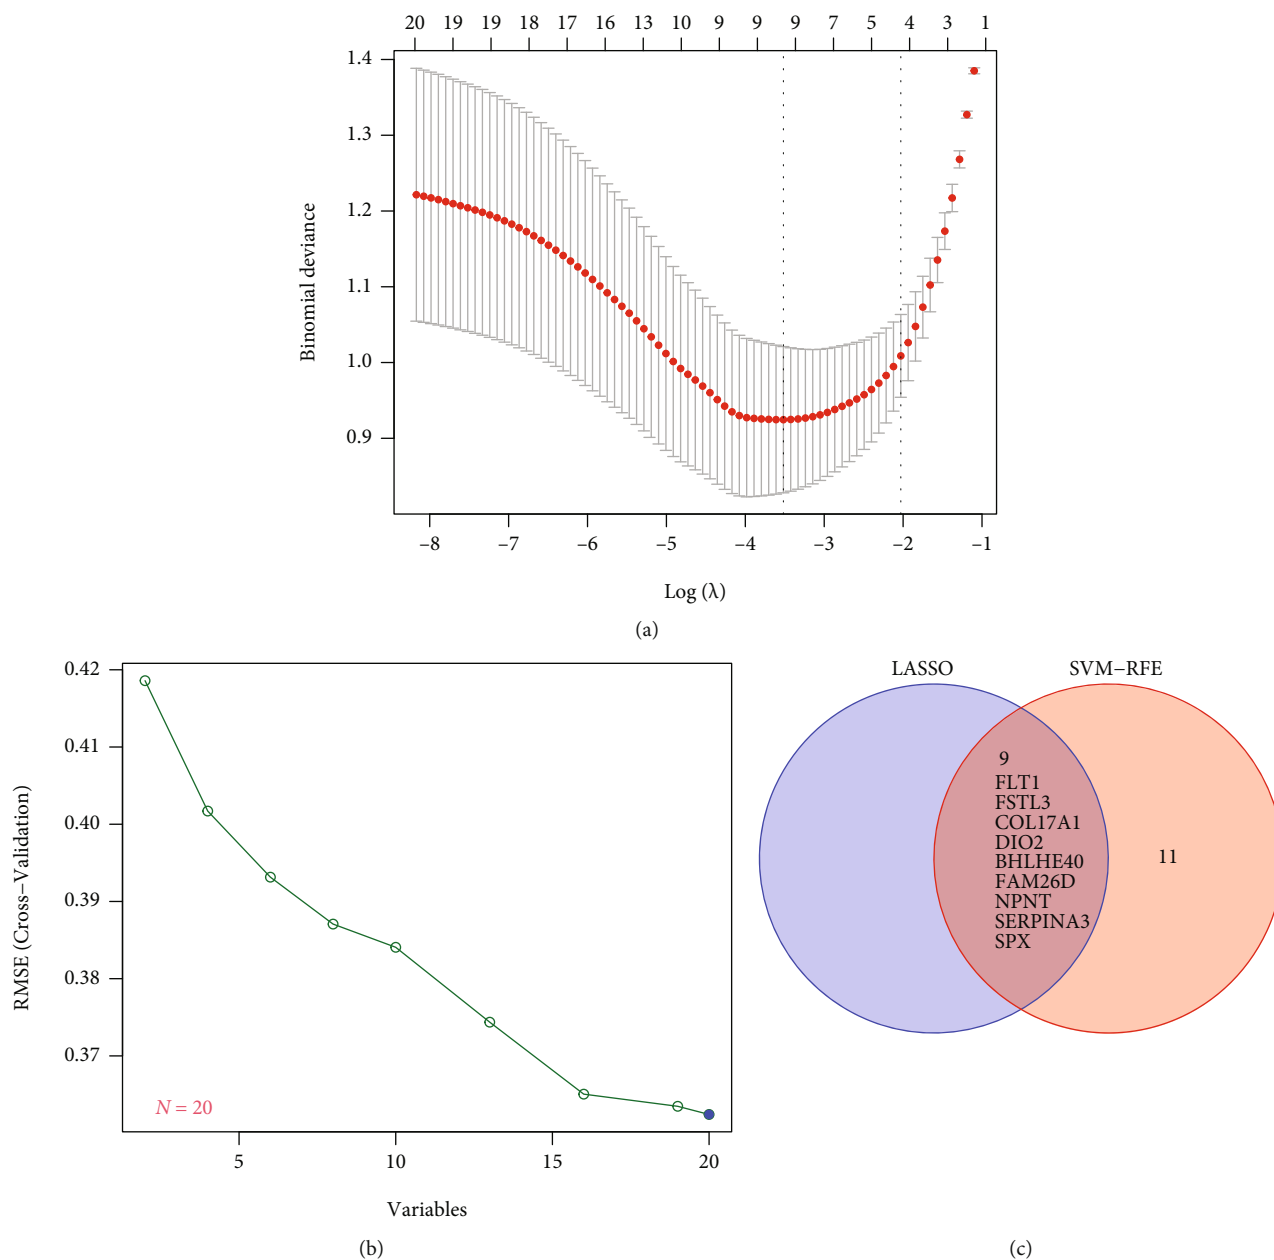 20 19 19 18 17 16 13 10 9 9 9 7 5 4 3 1
1.4
1.3
1.2
1.1
1.0
0.9
Binomial deviance
–8 –7 –6 –5 –4 –3 –2 –1
Log (λ)
(a)
0.42
0.41
0.40
0.39
0.38
0.37
RMSE (Cross–Validation)
N = 20
5 10 15 20
Variables
(b)
LASSO SVM–RFE
9
FLT1
FSTL3
COL17A1
DIO2
BHLHE40
FAM26D
NPNT
SERPINA3
SPX
11
(c)